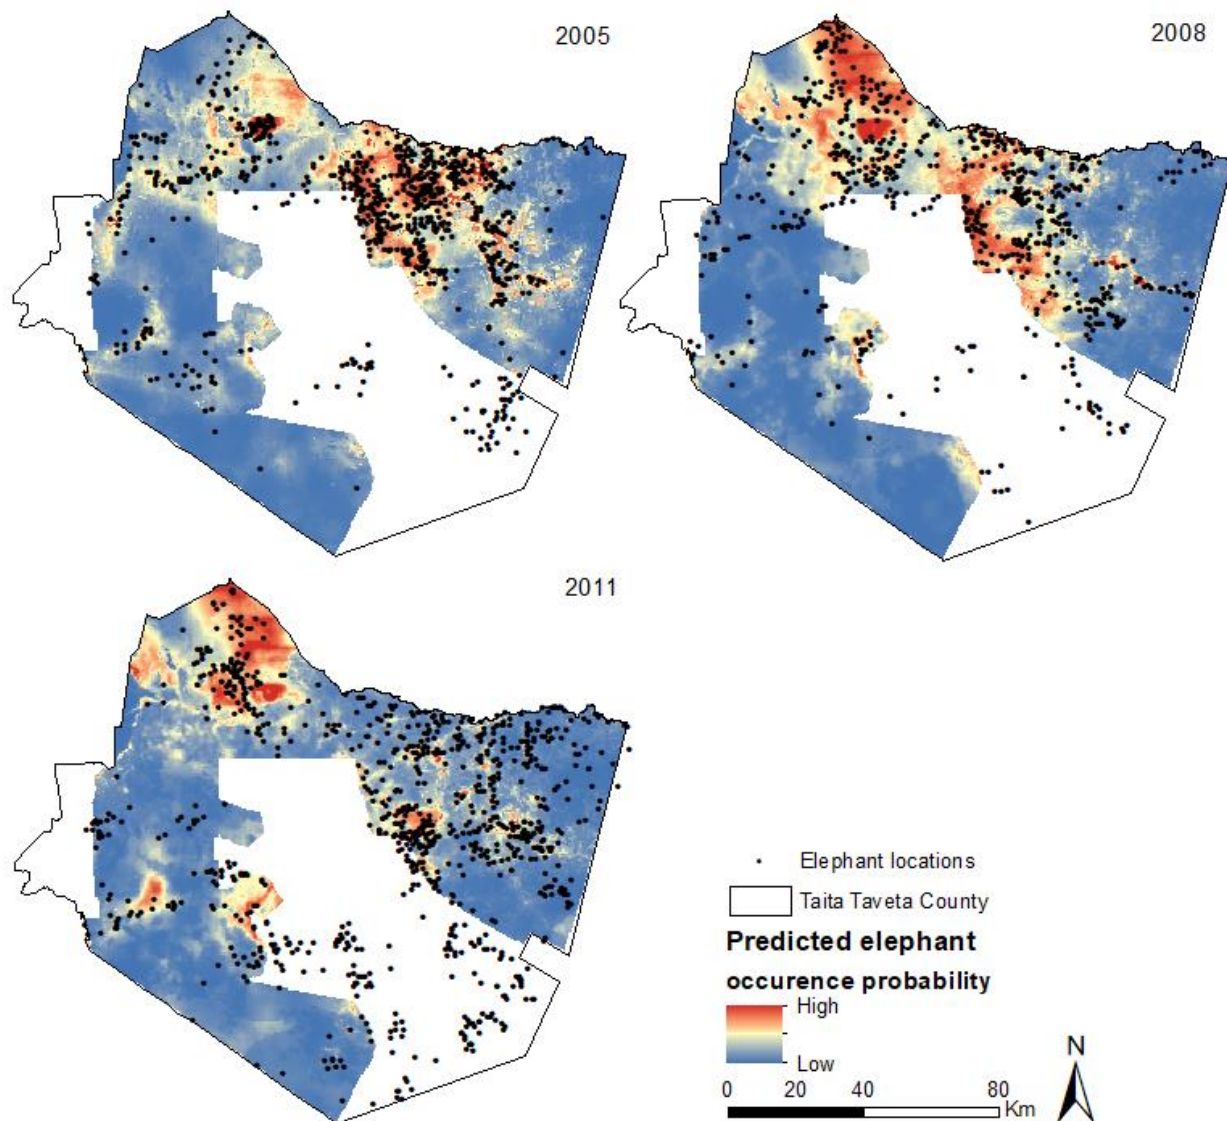 2005
2008
2011
Elephant locations
Taita Taveta County
Predicted elephant
occurence probability
High
Low
0 20 40 80
Km
N